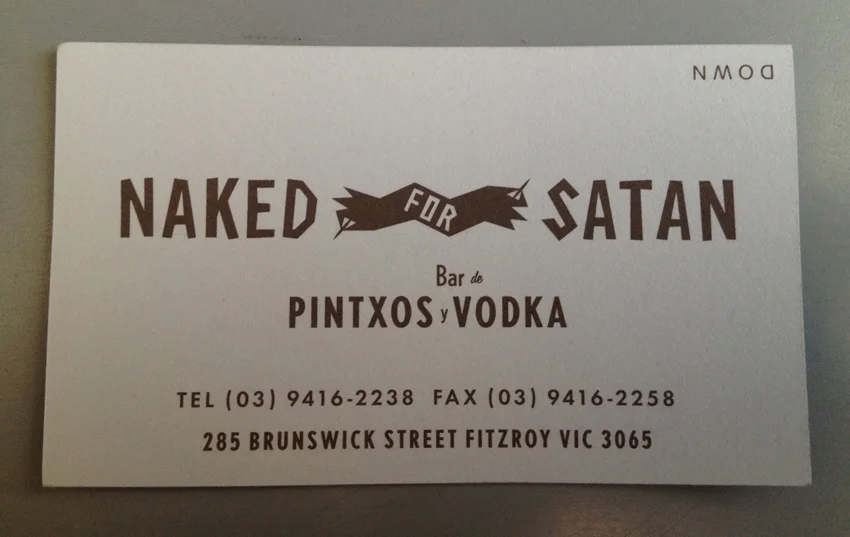 DOWN
NAKED FOR SATAN
Bar de
PINTXOS y VODKA
TEL (03) 9416-2238 FAX (03) 9416-2258
285 BRUNSWICK STREET FITZROY VIC 3065